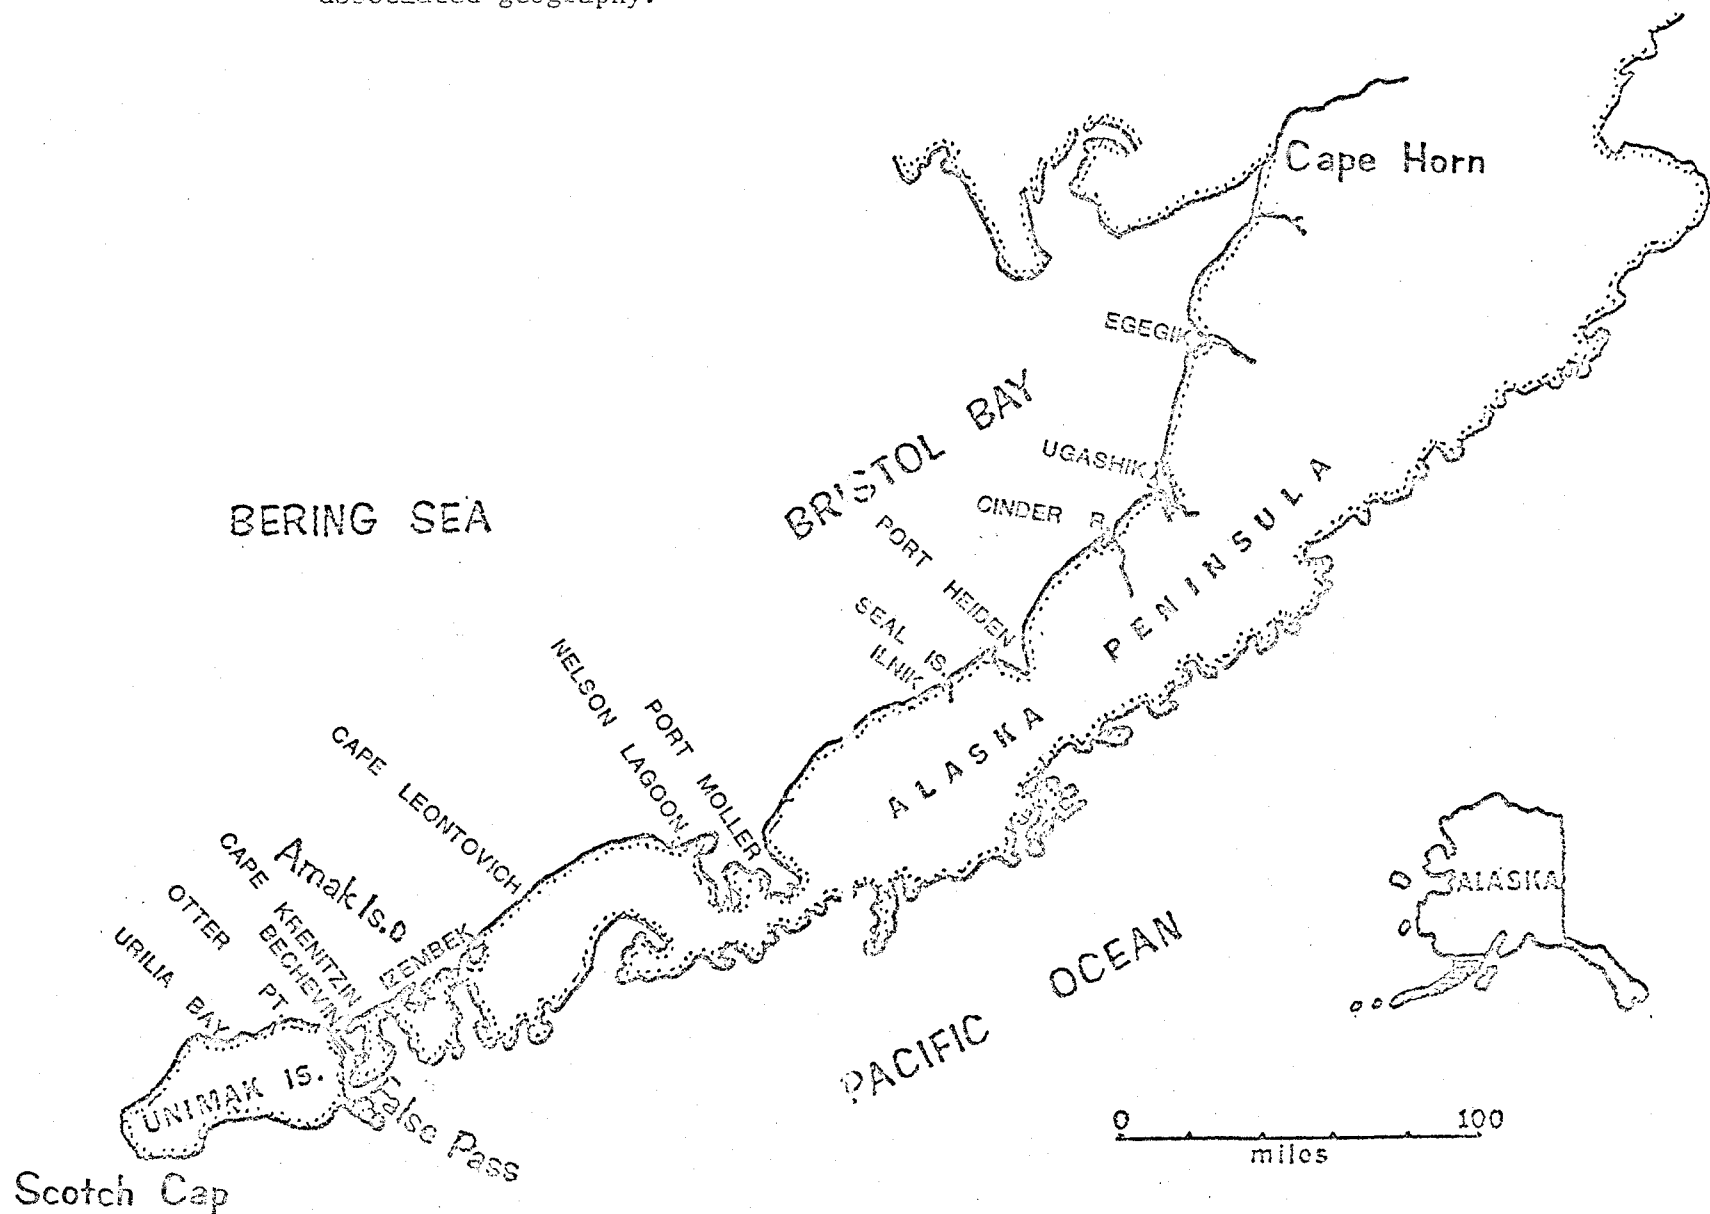 geography.
Cape Horn
EGEGIK
BRISTOL BAY
UGASHIK
CINDER R.
BERING SEA
PORT HEIDEN
SEAL IS.
ILNIK
ALASKA PENINSULA
NELSON LAGOON
PORT MOLLER
CAPE LEONTOVICH
Amak Is.
CAPE KRENITZIN
OTTER PT.
BECHEVIN
URILIA BAY
IZEMBEK
ALASKA
PACIFIC OCEAN
UNIMAK IS.
False Pass
Scotch Cap
0 100
miles